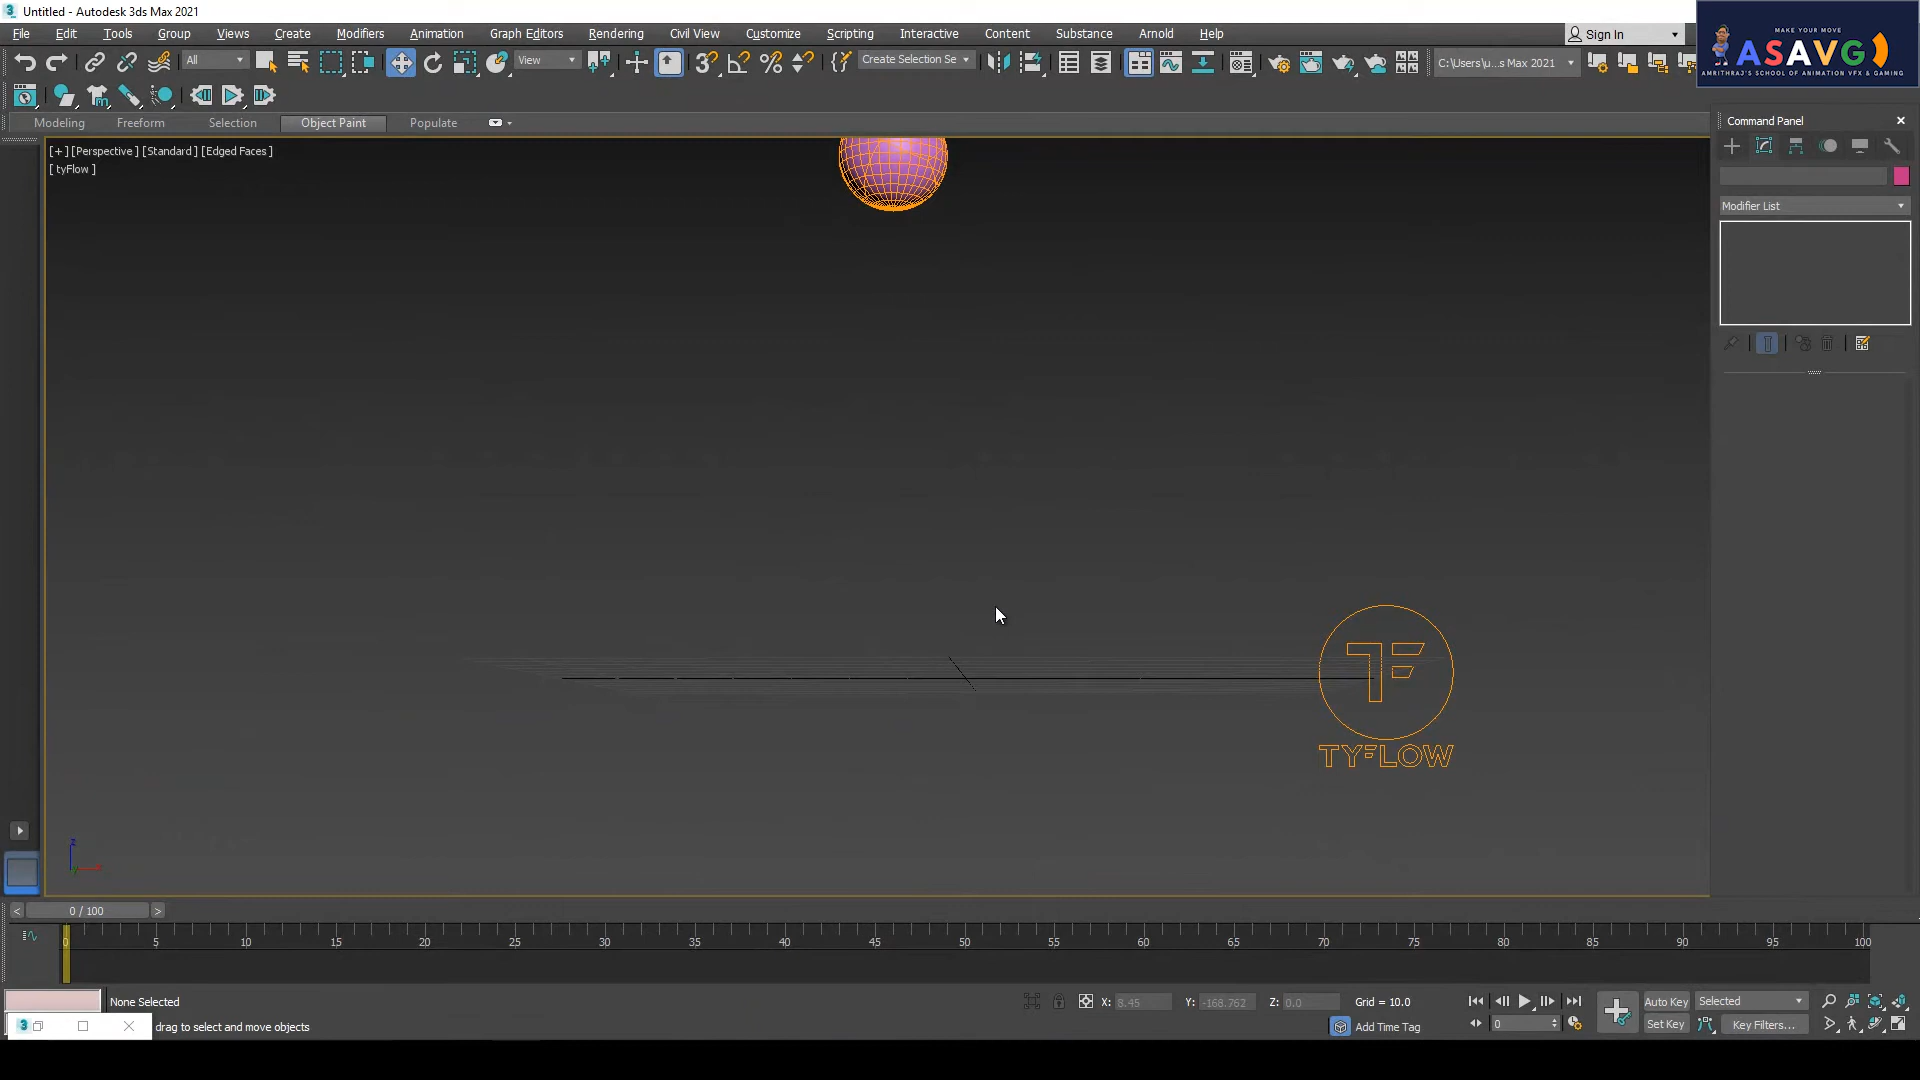 Untitled - Autodesk 3ds Max 2021
File Edit Tools Group Views Create Modifiers Animation Graph Editors Rendering Civil View Customize Scripting Interactive Content Substance Arnold Help
Sign In
MAKE YOUR MOVE
ASAVG
AMRITHRAJ'S SCHOOL OF ANIMATION VFX & GAMING
All
View
Create Selection Se
C:\Users\u...s Max 2021
Modeling Freeform Selection Object Paint Populate
Command Panel
[+] [Perspective] [Standard] [Edged Faces]
[ tyFlow ]
Modifier List
TF
TYFLOW
z
< 0 / 100 >
0 5 10 15 20 25 30 35 40 45 50 55 60 65 70 75 80 85 90 95 100
None Selected
X: 8.45 Y: -168.762 Z: 0.0 Grid = 10.0
Auto Key Selected
drag to select and move objects
Add Time Tag
0
Set Key Key Filters...